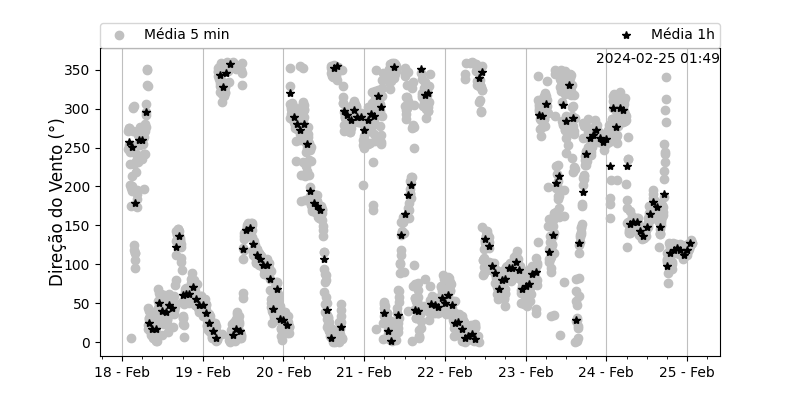 Média 5 min
Média 1h
2024-02-25 01:49
Direção do Vento (°)
350
300
250
200
150
100
50
0
18 - Feb
19 - Feb
20 - Feb
21 - Feb
22 - Feb
23 - Feb
24 - Feb
25 - Feb